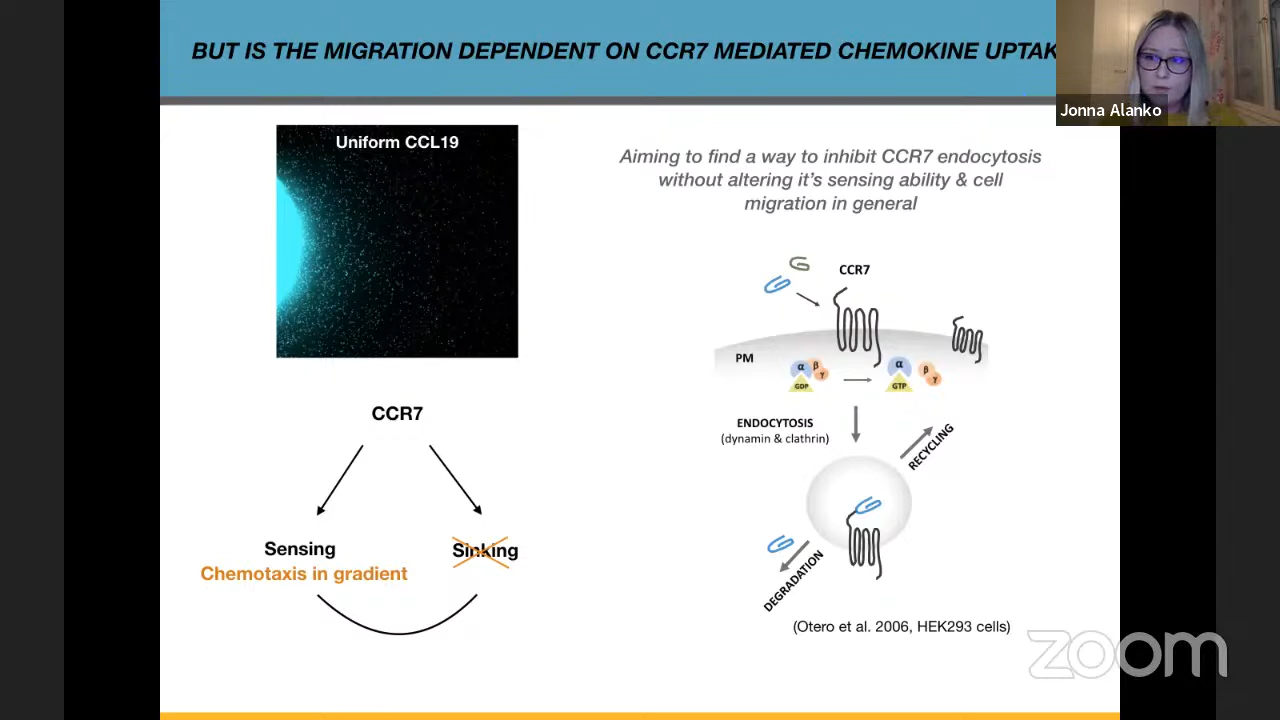 BUT IS THE MIGRATION DEPENDENT ON CCR7 MEDIATED CHEMOKINE UPTAK
Jonna Alanko
Uniform CCL19
Aiming to find a way to inhibit CCR7 endocytosis
without altering it's sensing ability & cell
migration in general
CCR7
PM
α β γ
GDP
α β γ
GTP
ENDOCYTOSIS
(dynamin & clathrin)
RECYCLING
DEGRADATION
(Otero et al. 2006, HEK293 cells)
CCR7
Sensing
Sinking
Chemotaxis in gradient
zoom